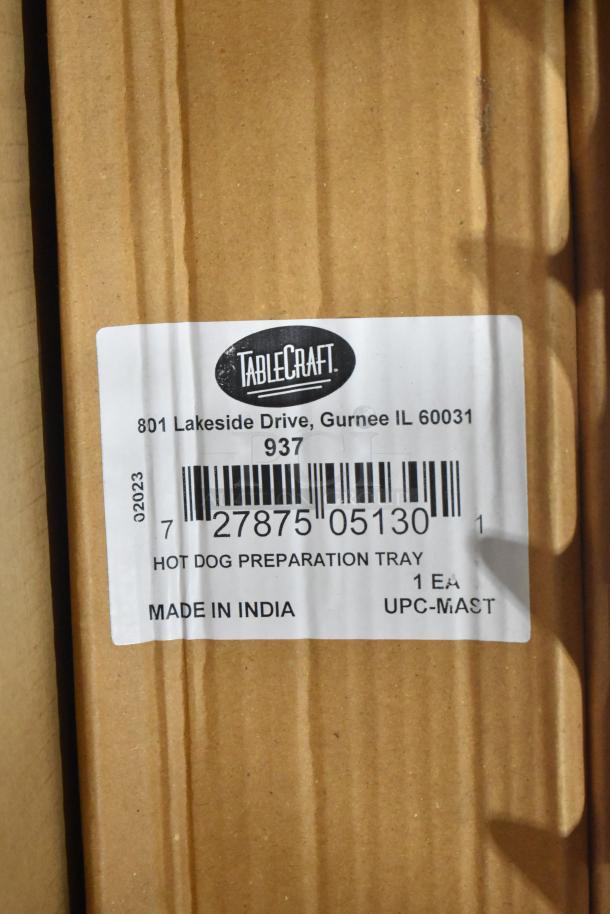 TABLECRAFT
801 Lakeside Drive, Gurnee IL 60031
937
02023
7 27875 05130 1
HOT DOG PREPARATION TRAY
1 EA
MADE IN INDIA UPC-MAST